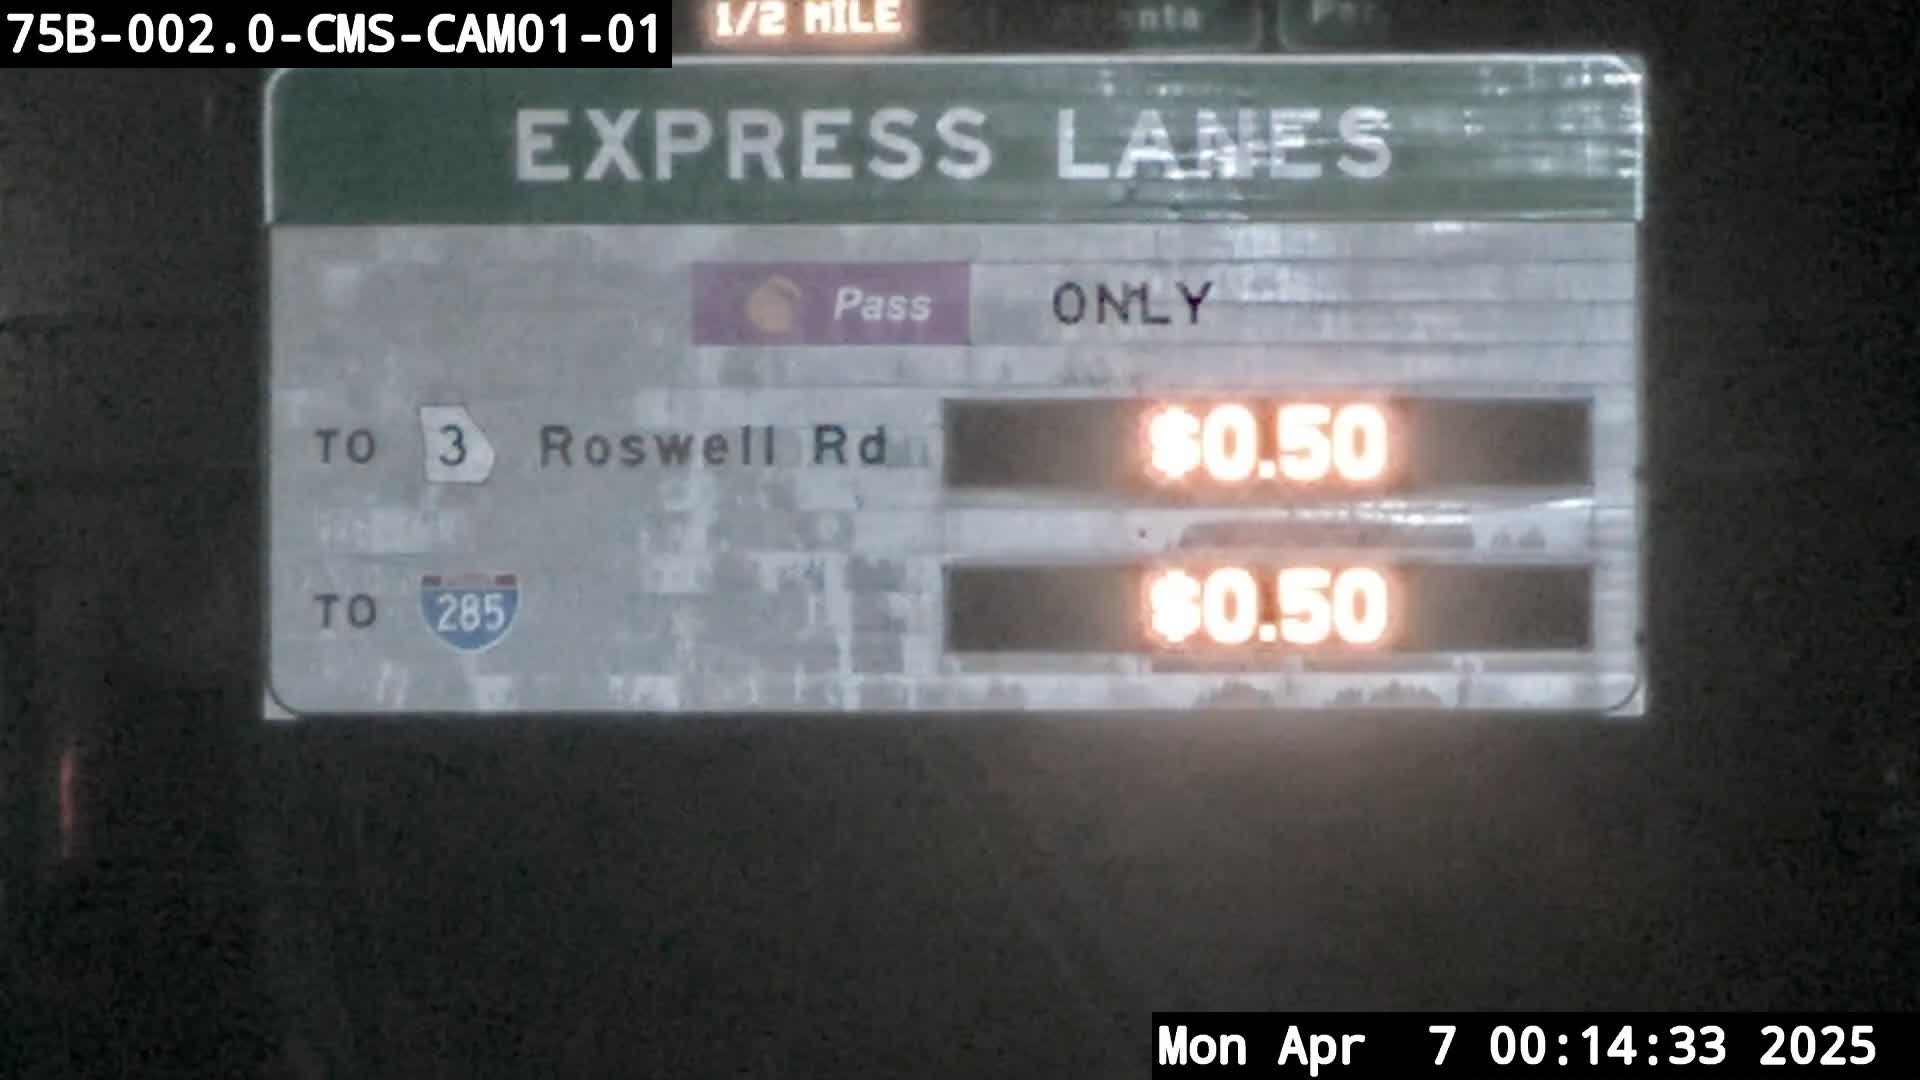 75B-002.0-CMS-CAM01-01
1/2 MILE
EXPRESS LANES
Pass ONLY
TO 3 Roswell Rd $0.50
TO 285 $0.50
Mon Apr 7 00:14:33 2025